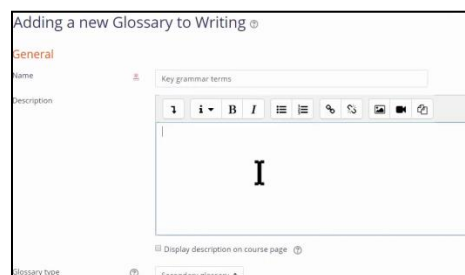 Adding a new Glossary to Writing
General
Name Key grammar terms
Description
Display description on course page
Glossary type Secondary glossary